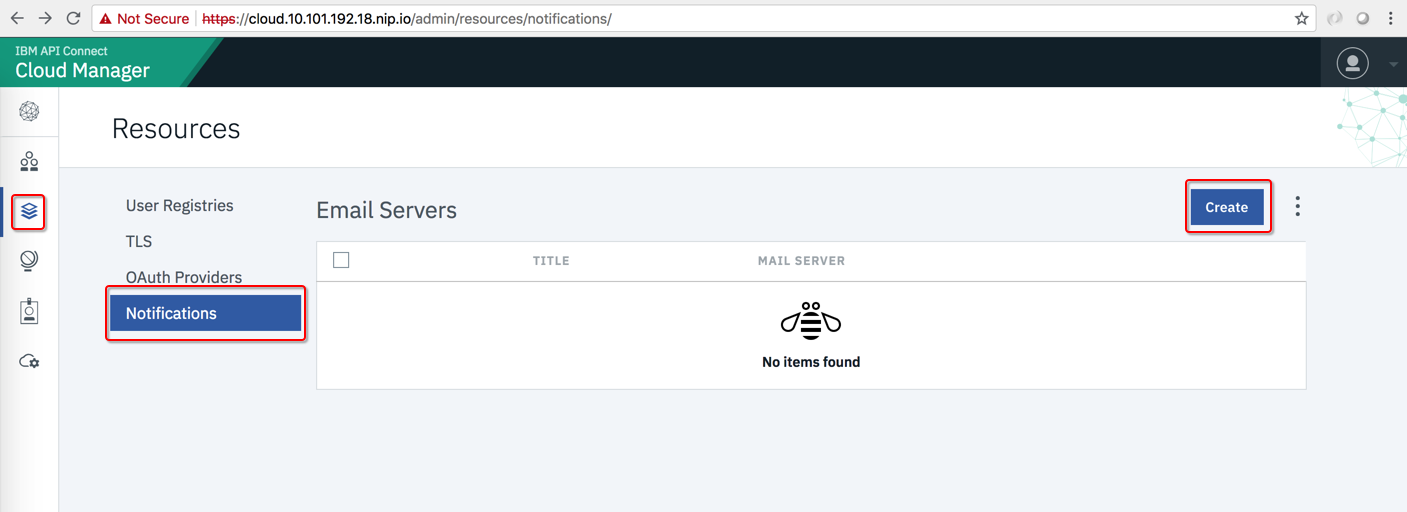 Not Secure https://cloud.10.101.192.18.nip.io/admin/resources/notifications/
IBM API Connect
Cloud Manager
Resources
User Registries
TLS
OAuth Providers
Notifications
Email Servers
Create
TITLE MAIL SERVER
No items found